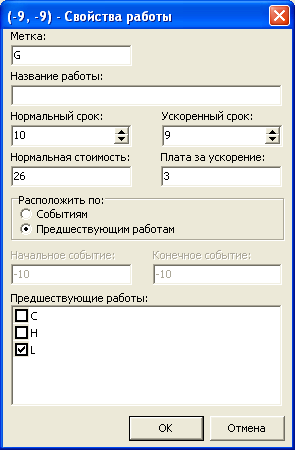 (-9, -9) - Свойства работы
Метка:
G
Название работы:
Нормальный срок: Ускоренный срок:
10 9
Нормальная стоимость: Плата за ускорение:
26 3
Расположить по:
Событиям
Предшествующим работам
Начальное событие: Конечное событие:
-10 -10
Предшествующие работы:
C
H
L
OK Отмена